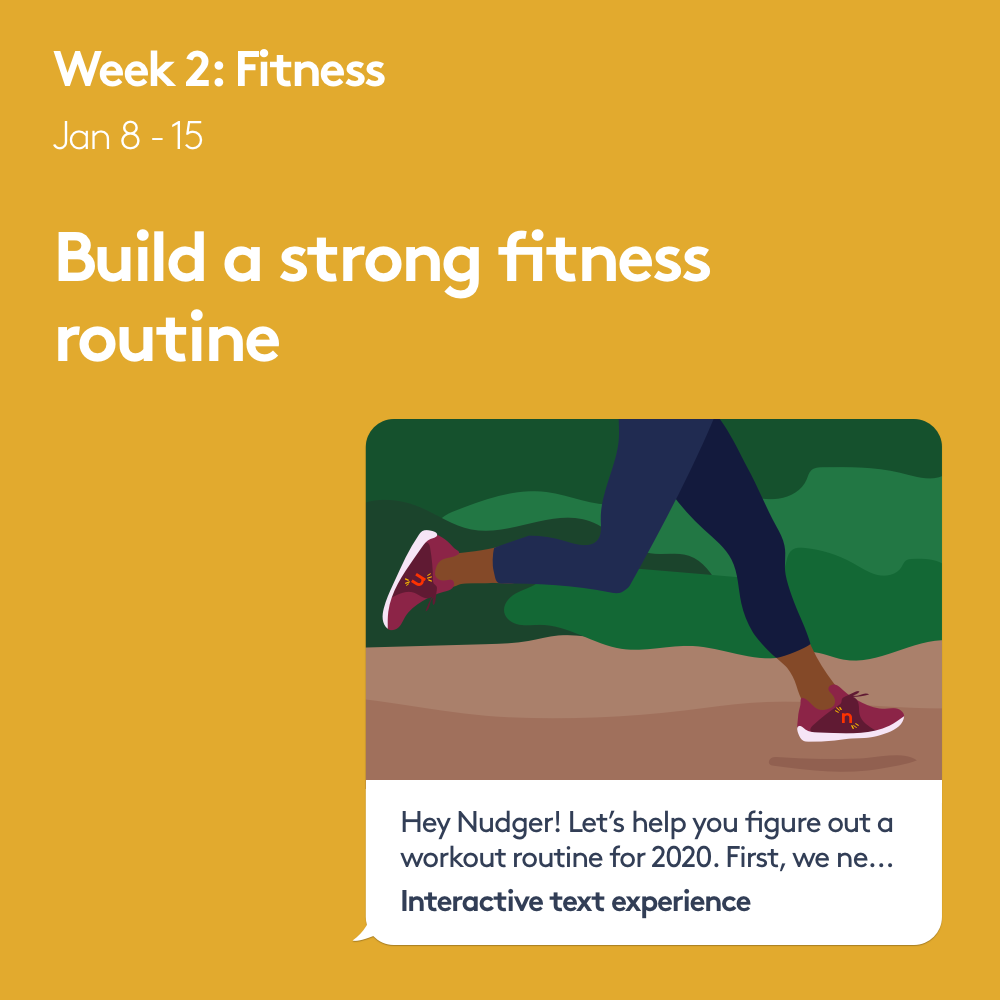 Week 2: Fitness
Jan 8 - 15
Build a strong fitness
routine
u
n
Hey Nudger! Let’s help you figure out a
workout routine for 2020. First, we ne...
Interactive text experience